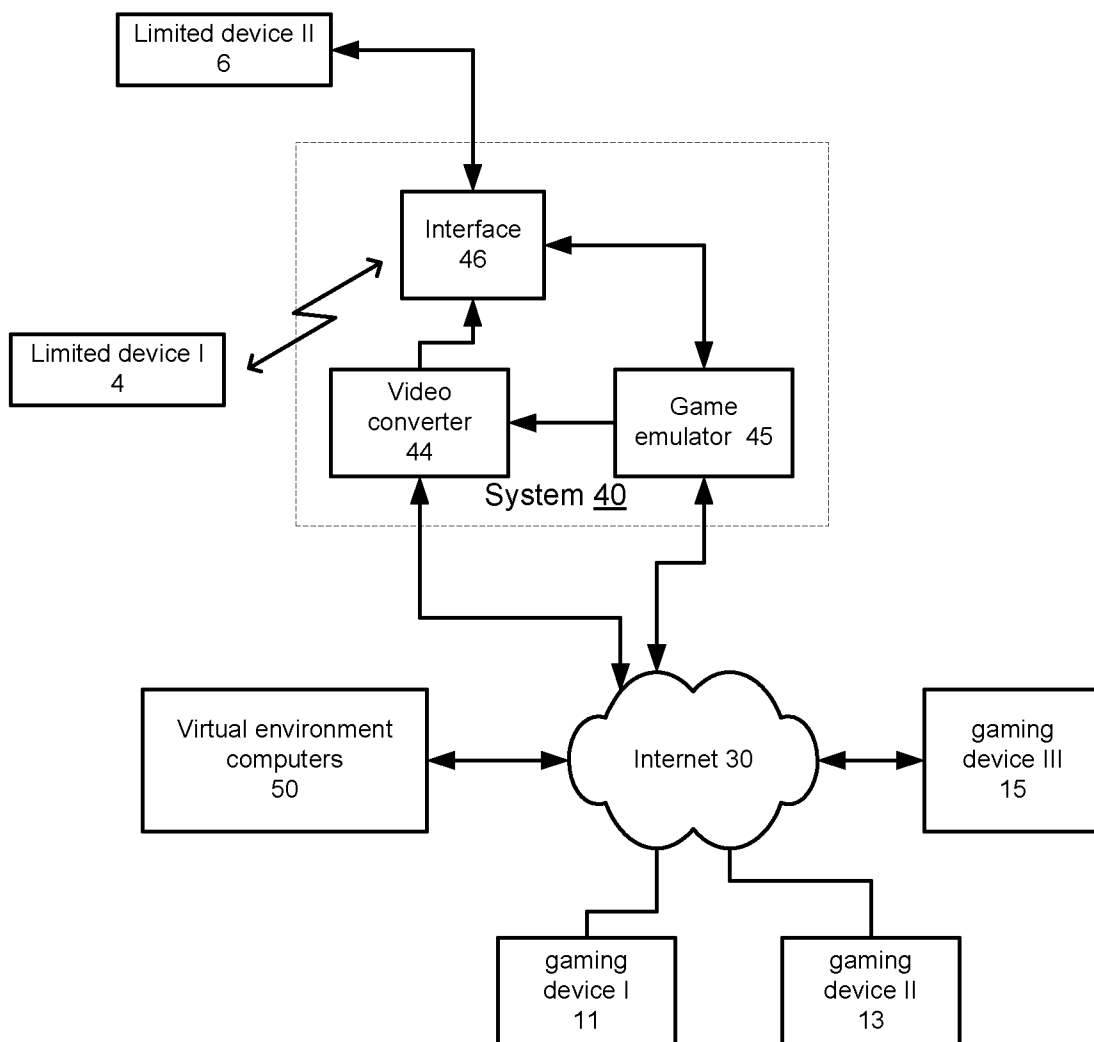 Limited device II
6
Interface
46
Limited device I
4
Video
converter
44
Game
emulator 45
System 40
Virtual environment
computers
50
Internet 30
gaming
device III
15
gaming
device I
11
gaming
device II
13